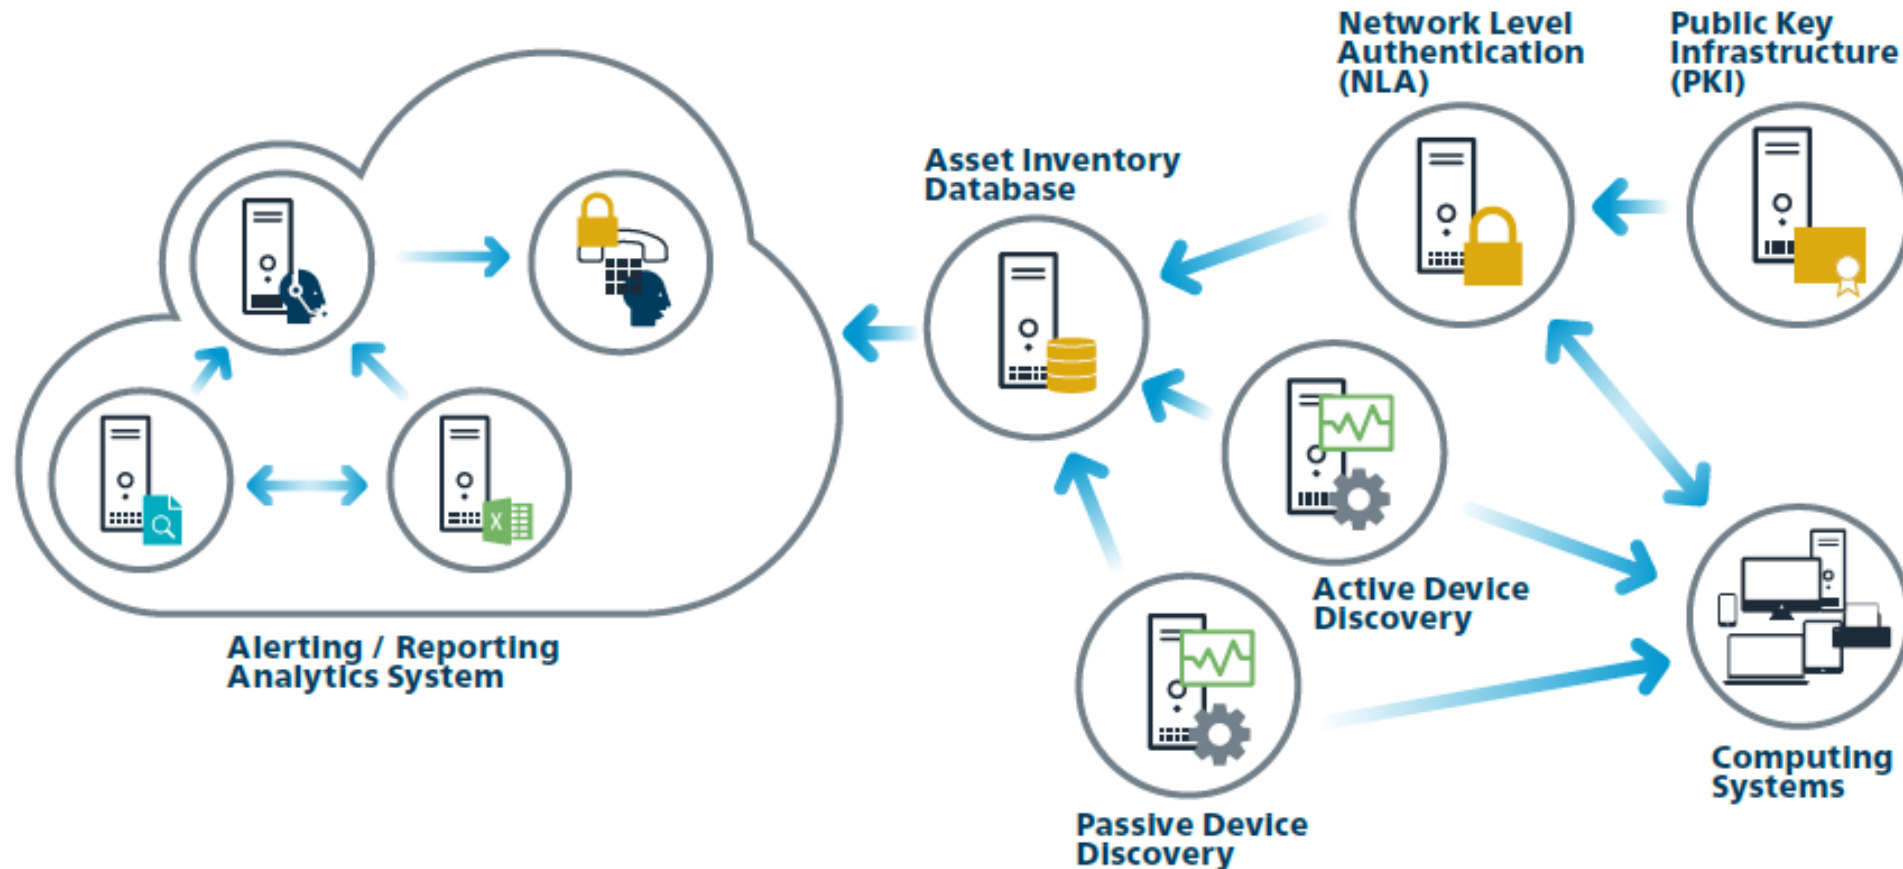 Network Level
Authentication
(NLA)
Public Key
Infrastructure
(PKI)
Asset Inventory
Database
Active Device
Discovery
Alerting / Reporting
Analytics System
Computing
Systems
Passive Device
Discovery
X